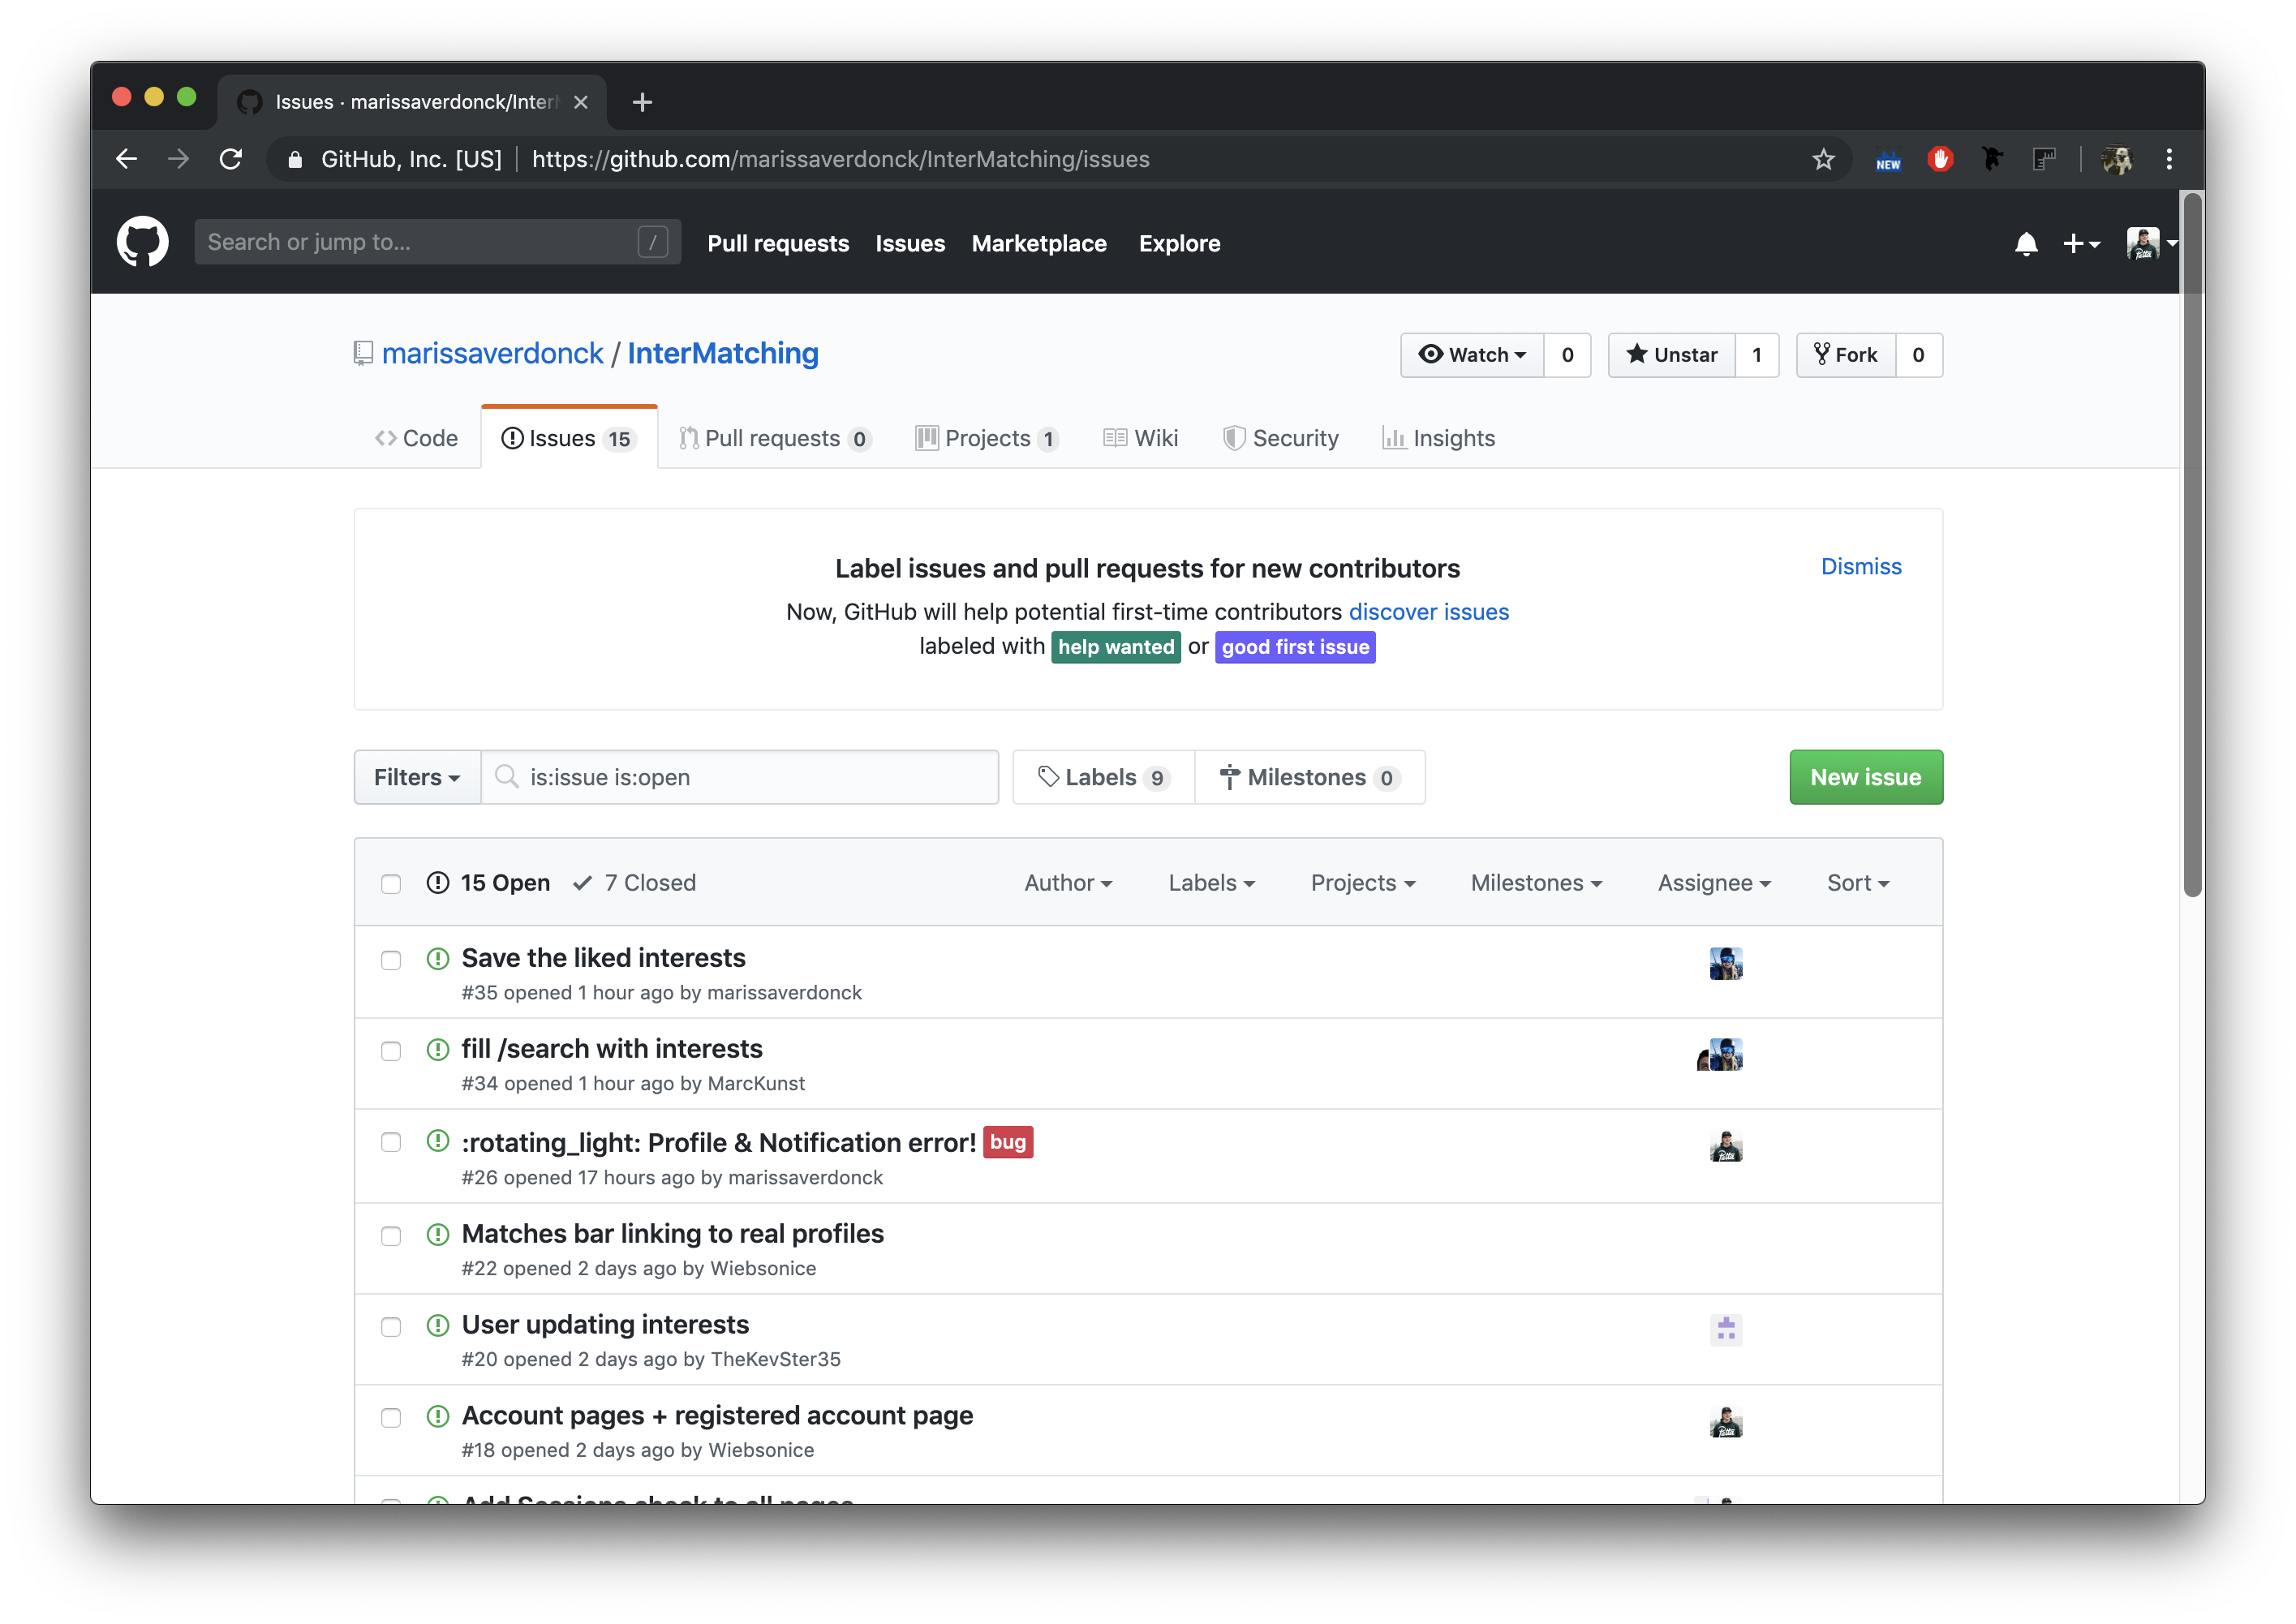 Issues · marissaverdonck/Inter
GitHub, Inc. [US] https://github.com/marissaverdonck/InterMatching/issues NEW
Search or jump to... / Pull requests Issues Marketplace Explore
marissaverdonck / InterMatching Watch 0 Unstar 1 Fork 0
Code Issues 15 Pull requests 0 Projects 1 Wiki Security Insights
Label issues and pull requests for new contributors Dismiss
Now, GitHub will help potential first-time contributors discover issues
labeled with help wanted or good first issue
Filters is:issue is:open Labels 9 Milestones 0 New issue
15 Open 7 Closed Author Labels Projects Milestones Assignee Sort
Save the liked interests
#35 opened 1 hour ago by marissaverdonck
fill /search with interests
#34 opened 1 hour ago by MarcKunst
:rotating_light: Profile & Notification error! bug
#26 opened 17 hours ago by marissaverdonck
Matches bar linking to real profiles
#22 opened 2 days ago by Wiebsonice
User updating interests
#20 opened 2 days ago by TheKevSter35
Account pages + registered account page
#18 opened 2 days ago by Wiebsonice
Add Sessions check to all pages